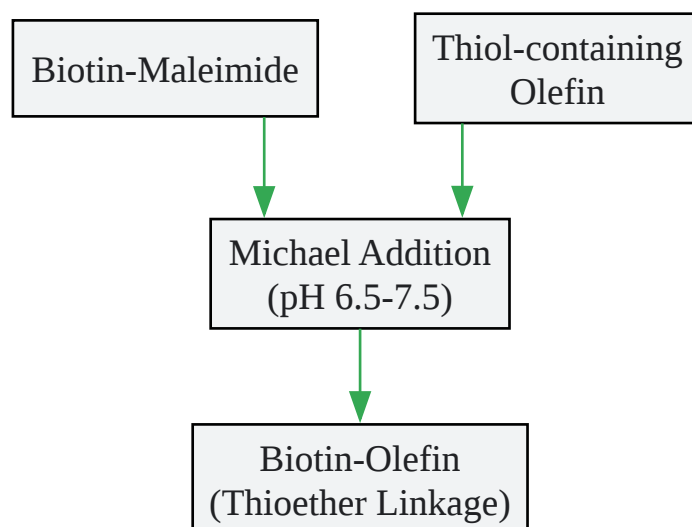 Biotin-Maleimide
Thiol-containing
Olefin
Michael Addition
(pH 6.5-7.5)
Biotin-Olefin
(Thioether Linkage)